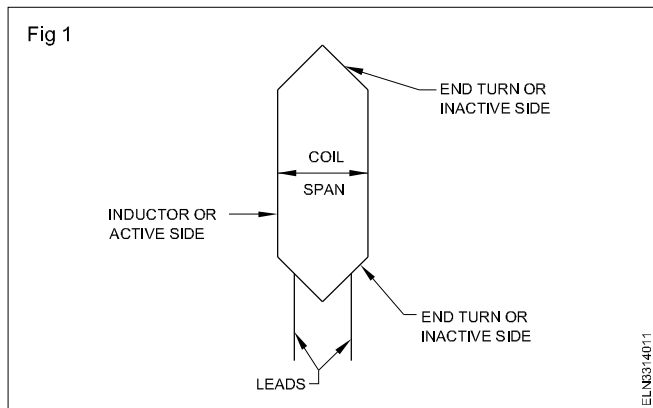 Fig 1
END TURN OR
INACTIVE SIDE
COIL
SPAN
INDUCTOR OR
ACTIVE SIDE
END TURN OR
INACTIVE SIDE
LEADS
ELN3314011